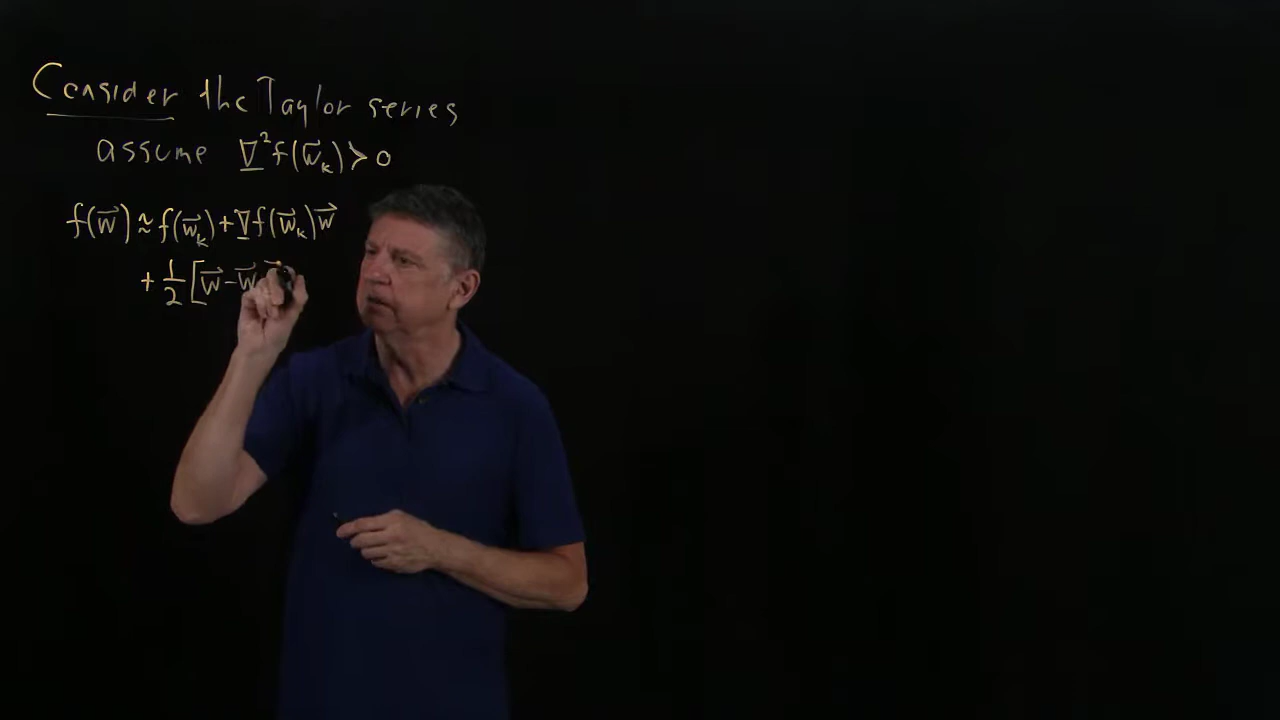 Consider the Taylor series
assume ∇²f(w⃗ₖ) > 0
f(w⃗) ≈ f(w⃗ₖ) + ∇f(w⃗ₖ)w⃗
+ 1/2 [w⃗ - w⃗